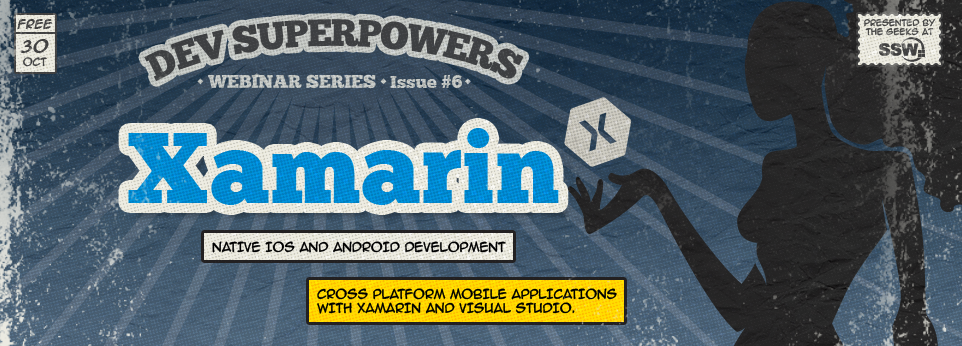 FREE
30
OCT
DEV SUPERPOWERS
• WEBINAR SERIES • Issue #6 •
PRESENTED BY
THE GEEKS AT
SSW
Xamarin
X
NATIVE IOS AND ANDROID DEVELOPMENT
CROSS PLATFORM MOBILE APPLICATIONS
WITH XAMARIN AND VISUAL STUDIO.